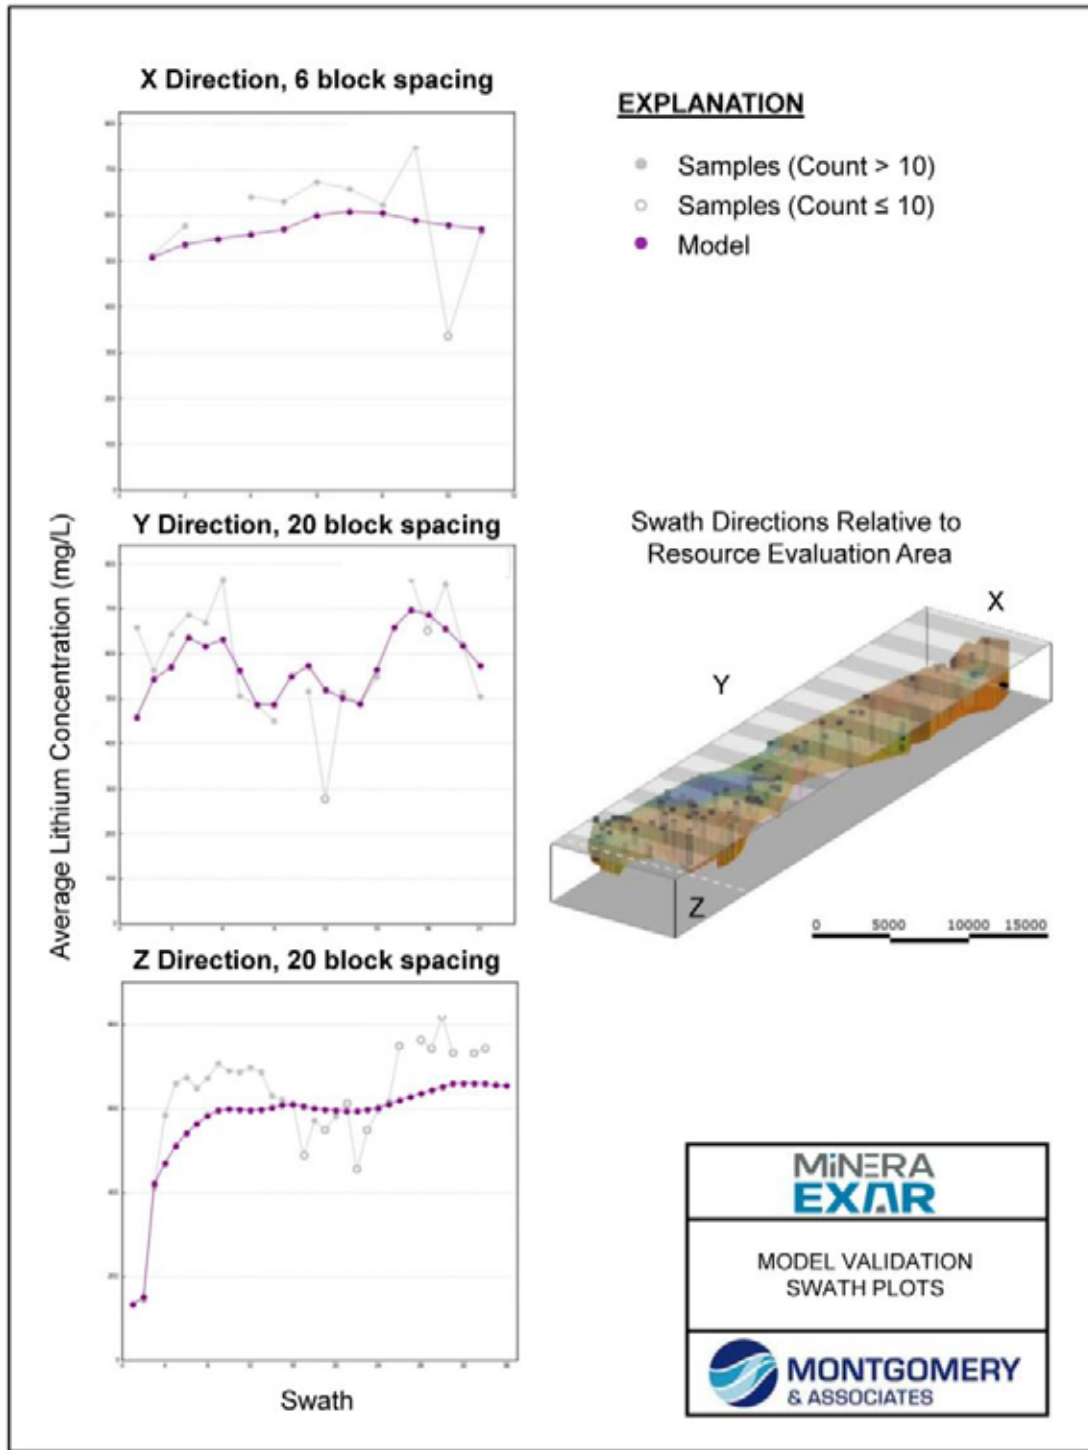 X Direction, 6 block spacing
EXPLANATION
Samples (Count > 10)
Samples (Count ≤ 10)
Model
Average Lithium Concentration (mg/L)
Y Direction, 20 block spacing
Swath Directions Relative to
Resource Evaluation Area
X
Y
Z
0 5000 10000 15000
Z Direction, 20 block spacing
Swath
MiNERA
EXAR
MODEL VALIDATION
SWATH PLOTS
MONTGOMERY
& ASSOCIATES